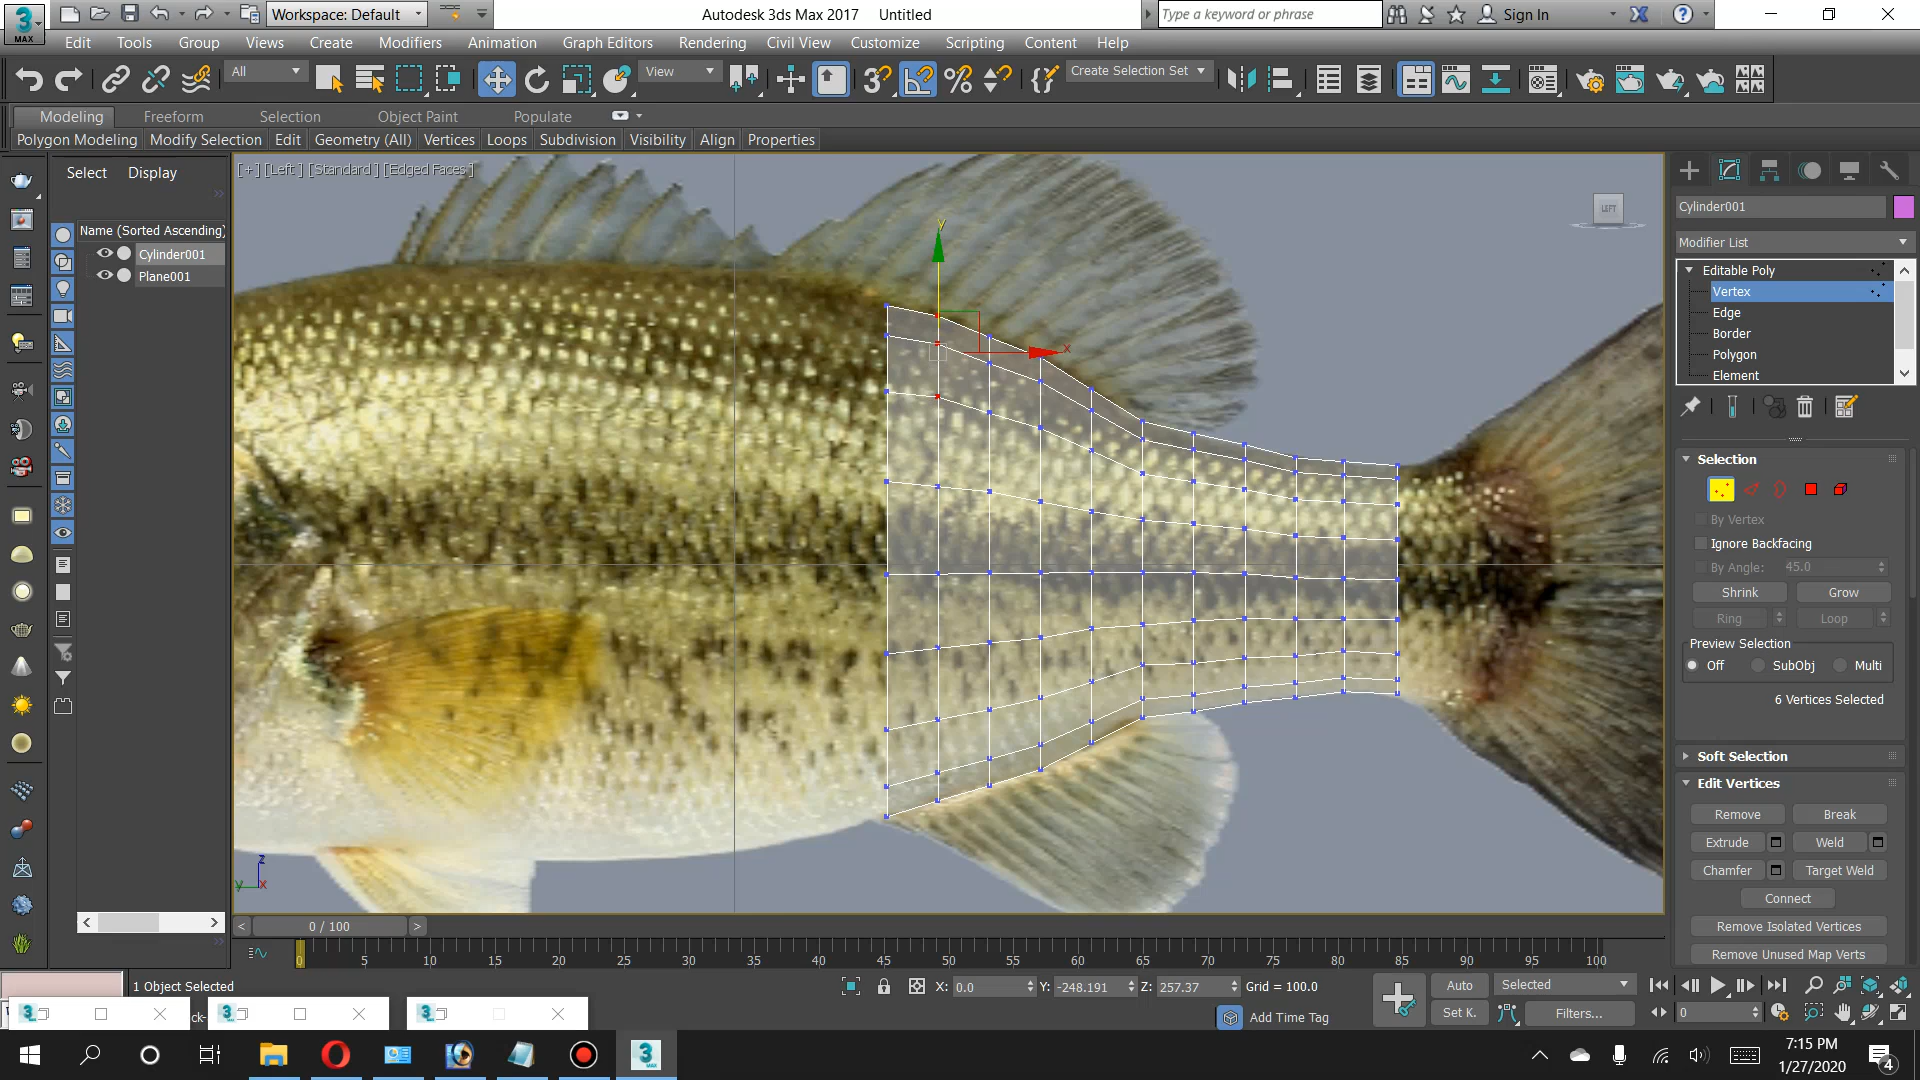 3 MAX
Workspace: Default
Autodesk 3ds Max 2017 Untitled
Type a keyword or phrase
Sign In
Edit Tools Group Views Create Modifiers Animation Graph Editors Rendering Civil View Customize Scripting Content Help
All
View
Create Selection Set
Modeling Freeform Selection Object Paint Populate
Polygon Modeling Modify Selection Edit Geometry (All) Vertices Loops Subdivision Visibility Align Properties
Select Display
Name (Sorted Ascending)
Cylinder001
Plane001
[ + ] [Left ] [Standard ] [Edged Faces ]
LEFT
y
x
z
y x
Cylinder001
Modifier List
Editable Poly
Vertex
Edge
Border
Polygon
Element
Selection
By Vertex
Ignore Backfacing
By Angle: 45.0
Shrink Grow
Ring Loop
Preview Selection
Off SubObj Multi
6 Vertices Selected
Soft Selection
Edit Vertices
Remove Break
Extrude Weld
Chamfer Target Weld
Connect
Remove Isolated Vertices
Remove Unused Map Verts
< 0 / 100 >
0 5 10 15 20 25 30 35 40 45 50 55 60 65 70 75 80 85 90 95 100
1 Object Selected
X: 0.0 Y: -248.191 Z: 257.37 Grid = 100.0
Auto Selected
Set K. Filters...
0
ck-
Add Time Tag
7:15 PM
1/27/2020
4